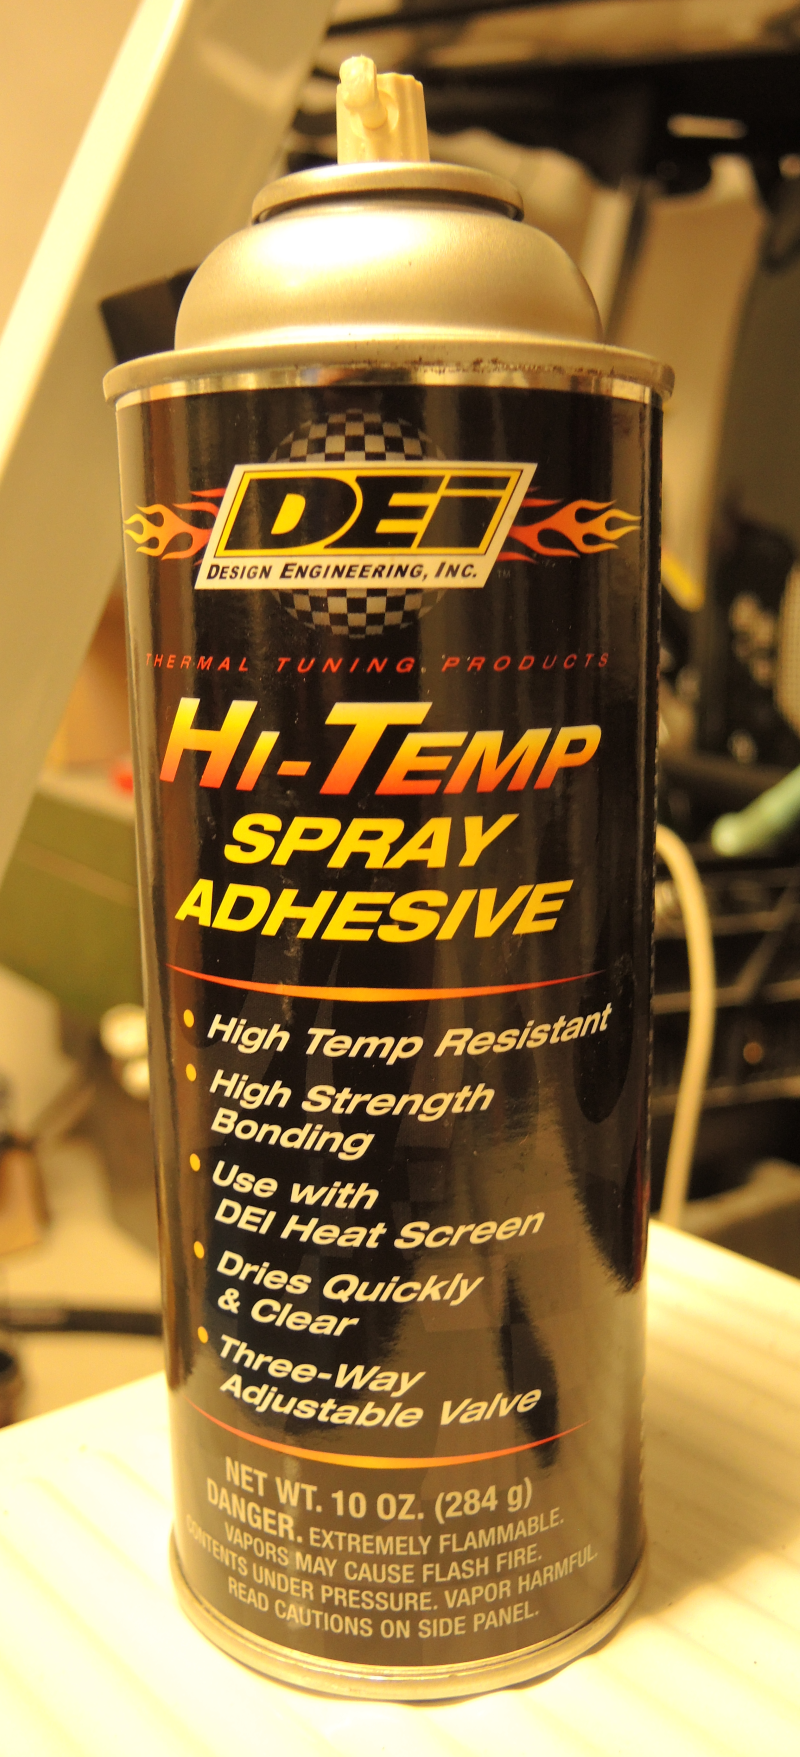 DEi
DESIGN ENGINEERING, INC. ™
THERMAL TUNING PRODUCTS
HI-TEMP
SPRAY
ADHESIVE
• High Temp Resistant
• High Strength
Bonding
• Use with
DEI Heat Screen
• Dries Quickly
& Clear
• Three-Way
Adjustable Valve
NET WT. 10 OZ. (284 g)
DANGER. EXTREMELY FLAMMABLE.
VAPORS MAY CAUSE FLASH FIRE.
CONTENTS UNDER PRESSURE. VAPOR HARMFUL.
READ CAUTIONS ON SIDE PANEL.